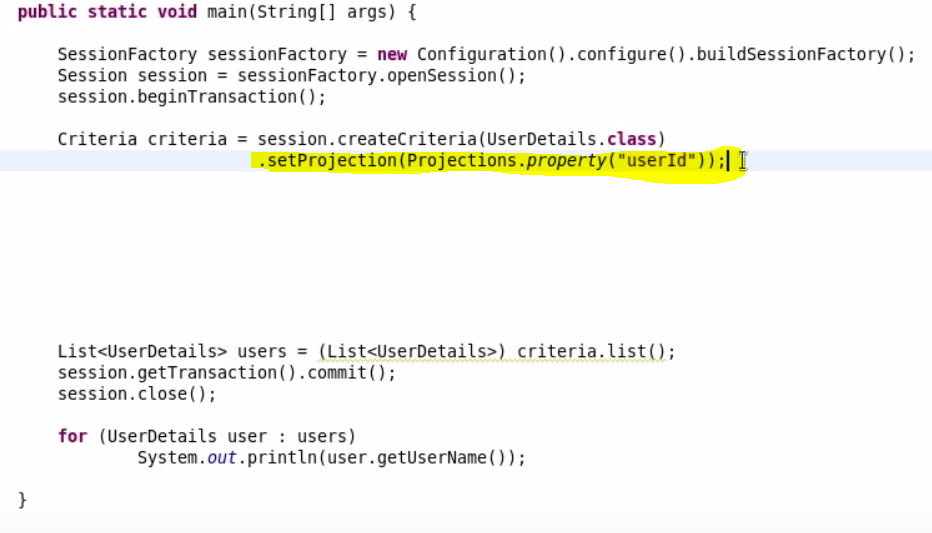 public static void main(String[] args) {
SessionFactory sessionFactory = new Configuration().configure().buildSessionFactory();
Session session = sessionFactory.openSession();
session.beginTransaction();
Criteria criteria = session.createCriteria(UserDetails.class)
.setProjection(Projections.property("userId"));
List<UserDetails> users = (List<UserDetails>) criteria.list();
session.getTransaction().commit();
session.close();
for (UserDetails user : users)
System.out.println(user.getUserName());
}